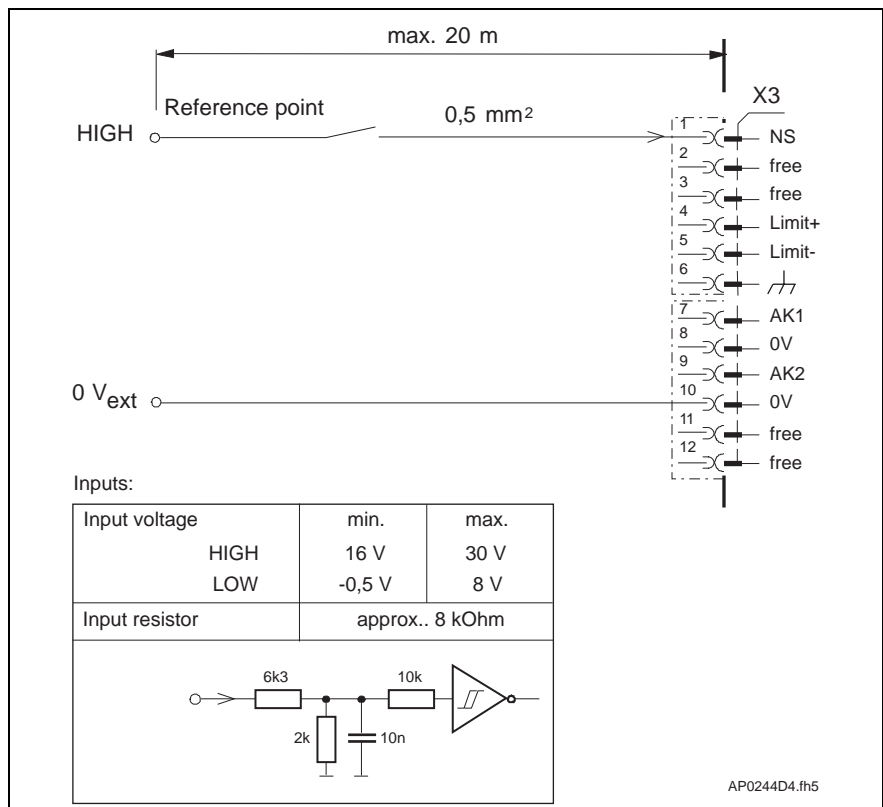 max. 20 m
X3
Reference point
0,5 mm2
HIGH
1 NS
2 free
3 free
4 Limit+
5 Limit-
6
7 AK1
8 0V
9 AK2
0 Vext
10 0V
11 free
12 free
Inputs:
Input voltage min. max.
HIGH 16 V 30 V
LOW -0,5 V 8 V
Input resistor approx.. 8 kOhm
6k3 10k
2k 10n
AP0244D4.fh5